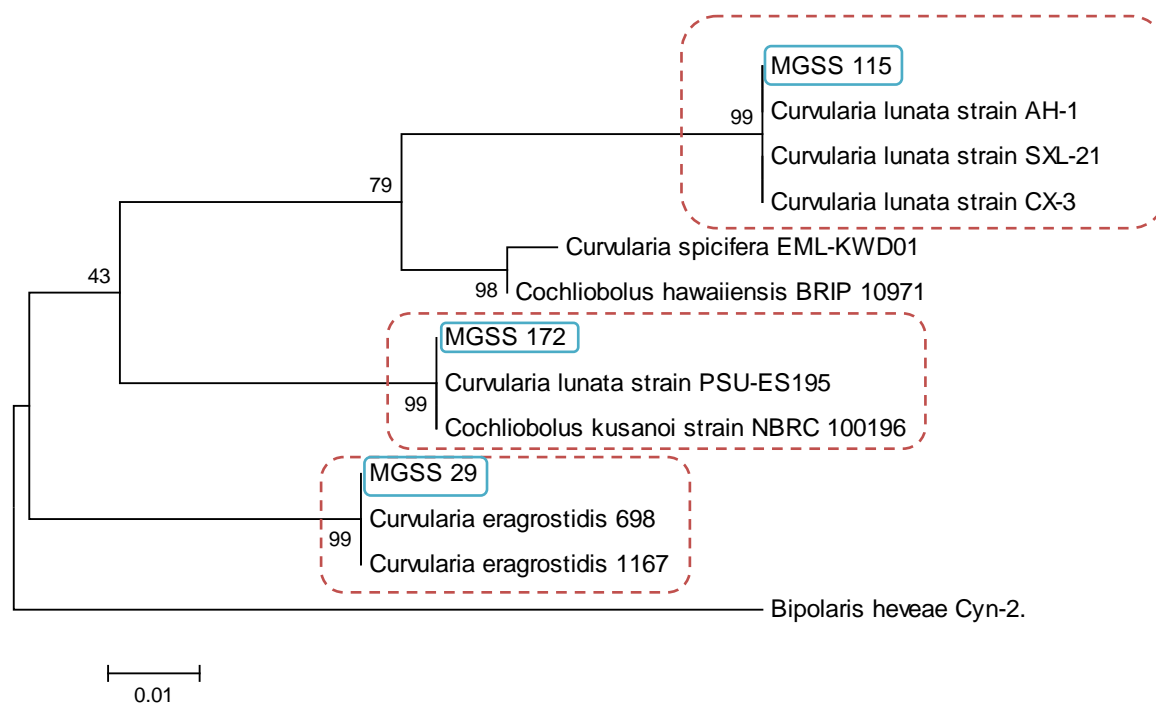 MGSS 115
Curvularia lunata strain AH-1
99
Curvularia lunata strain SXL-21
79
Curvularia lunata strain CX-3
Curvularia spicifera EML-KWD01
43
98
Cochliobolus hawaiiensis BRIP 10971
MGSS 172
Curvularia lunata strain PSU-ES195
99
Cochliobolus kusanoi strain NBRC 100196
MGSS 29
Curvularia eragrostidis 698
99
Curvularia eragrostidis 1167
Bipolaris heveae Cyn-2.
0.01